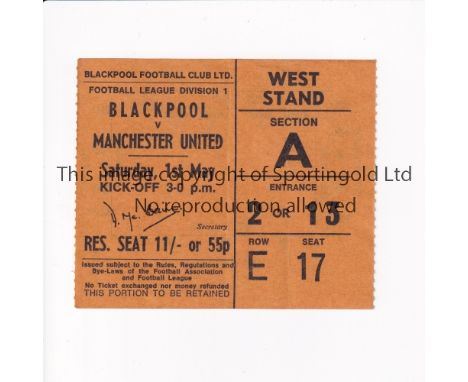 BLACKPOOL FOOTBALL CLUB LTD.
FOOTBALL LEAGUE DIVISION 1
BLACKPOOL
v
MANCHESTER UNITED
Saturday, 1st May
KICK-OFF 3-0 p.m.
Secretary
RES. SEAT 11/- or 55p
Issued subject to the Rules, Regulations and
Bye-Laws of the Football Association
and Football League
No Ticket exchanged nor money refunded
THIS PORTION TO BE RETAINED
WEST
STAND
SECTION
A
ENTRANCE
2 OR 13
ROW SEAT
E 17
This image copyright of Sportingold Ltd
No reproduction allowed